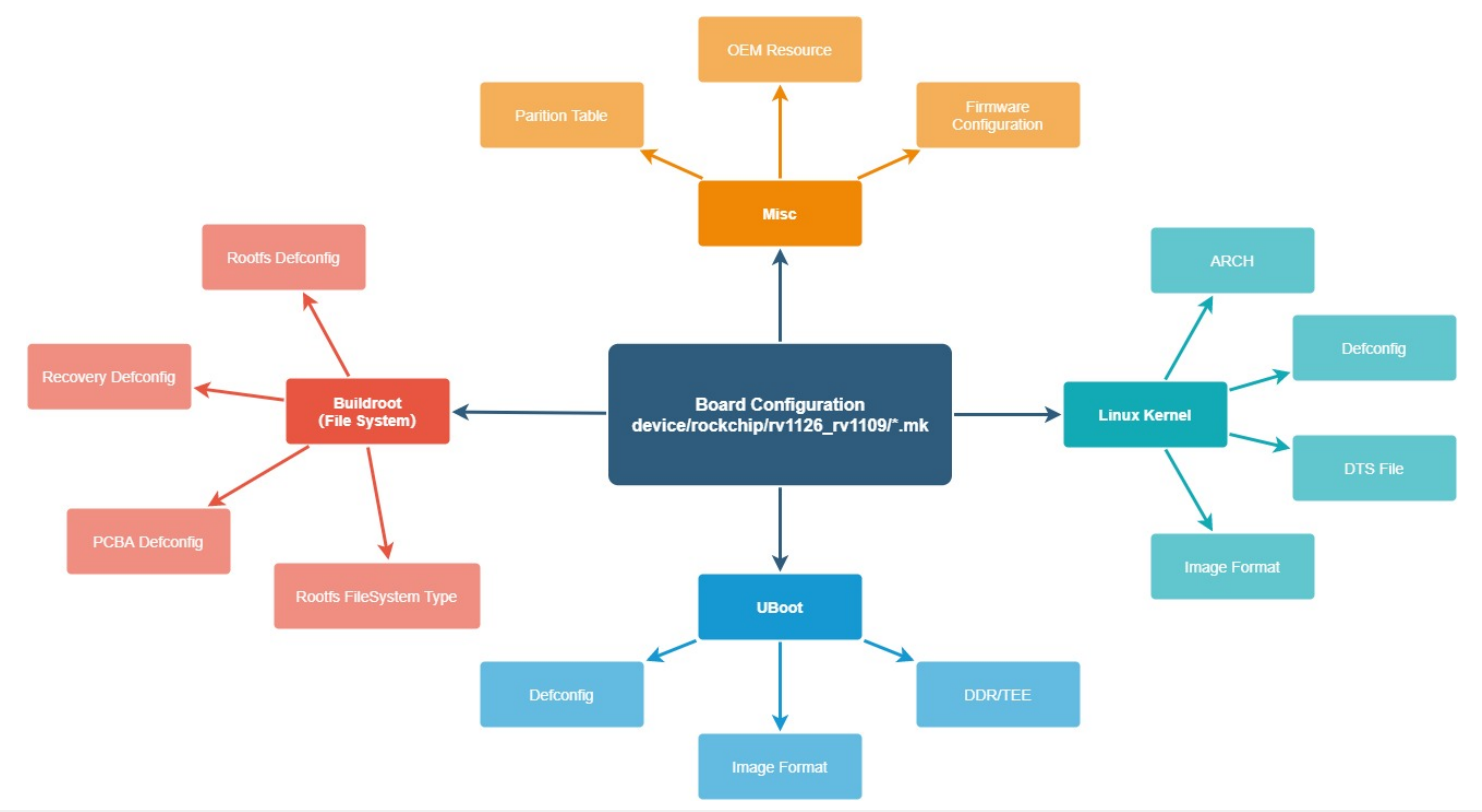 OEM Resource
Parition Table
Firmware
Configuration
Misc
Rootfs Defconfig
ARCH
Recovery Defconfig
Defconfig
Buildroot
(File System)
Board Configuration
device/rockchip/rv1126_rv1109/*.mk
Linux Kernel
DTS File
PCBA Defconfig
Image Format
Rootfs FileSystem Type
UBoot
Defconfig
DDR/TEE
Image Format